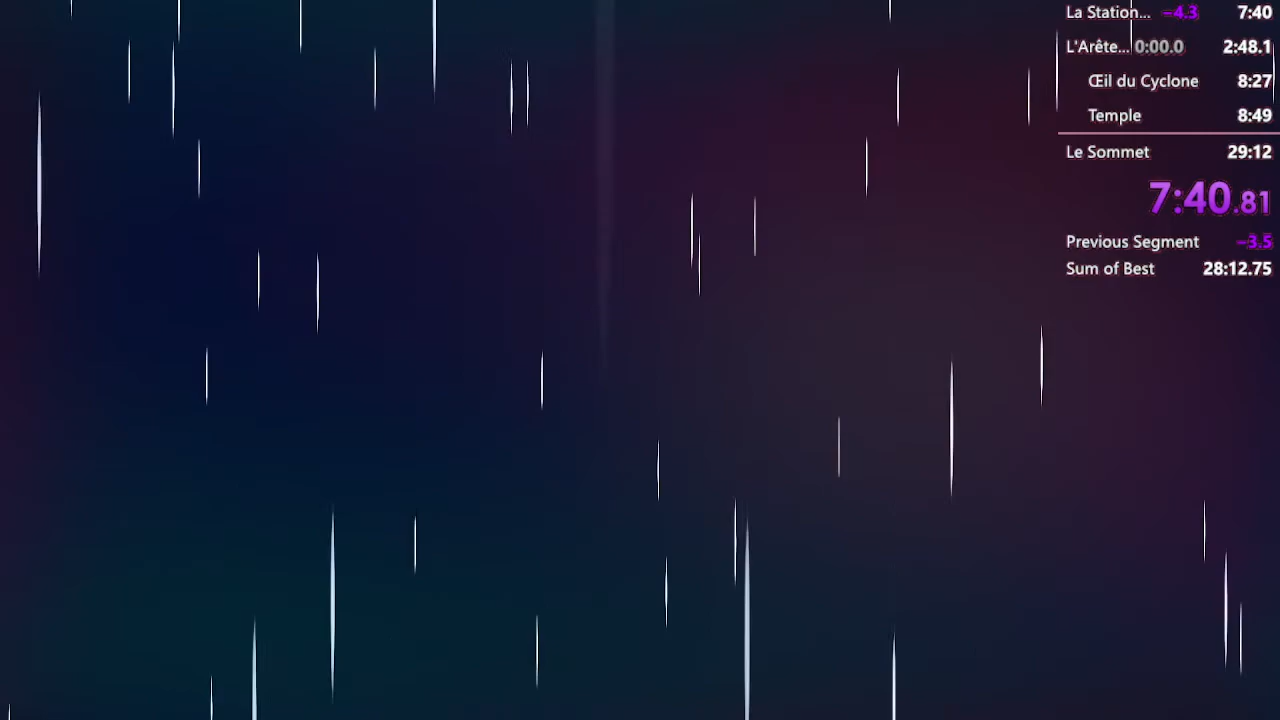 La Station... −4.3 7:40
L'Arête... 0:00.0 2:48.1
Œil du Cyclone 8:27
Temple 8:49
Le Sommet 29:12
7:40.81
Previous Segment −3.5
Sum of Best 28:12.75